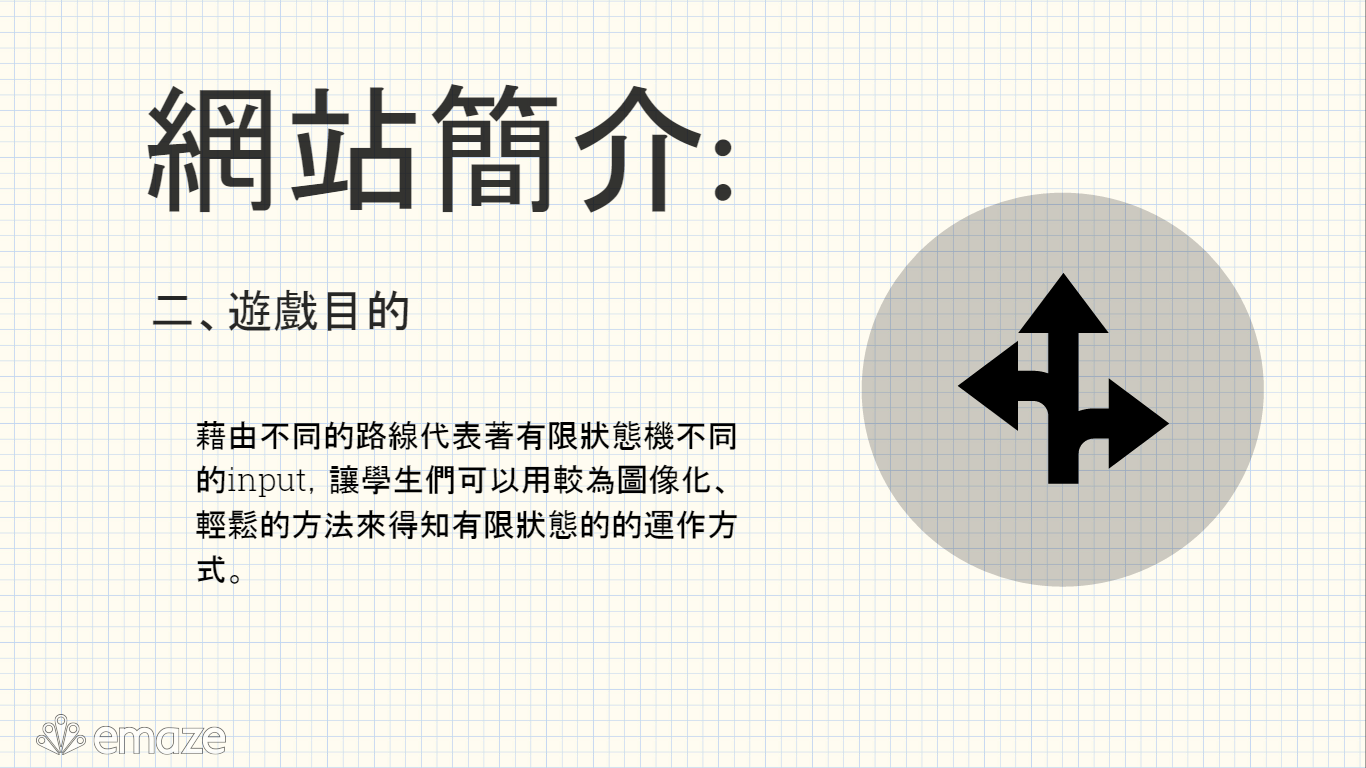 網站簡介:
二、遊戲目的
藉由不同的路線代表著有限狀態機不同
的input, 讓學生們可以用較為圖像化、
輕鬆的方法來得知有限狀態的的運作方
式。
emaze